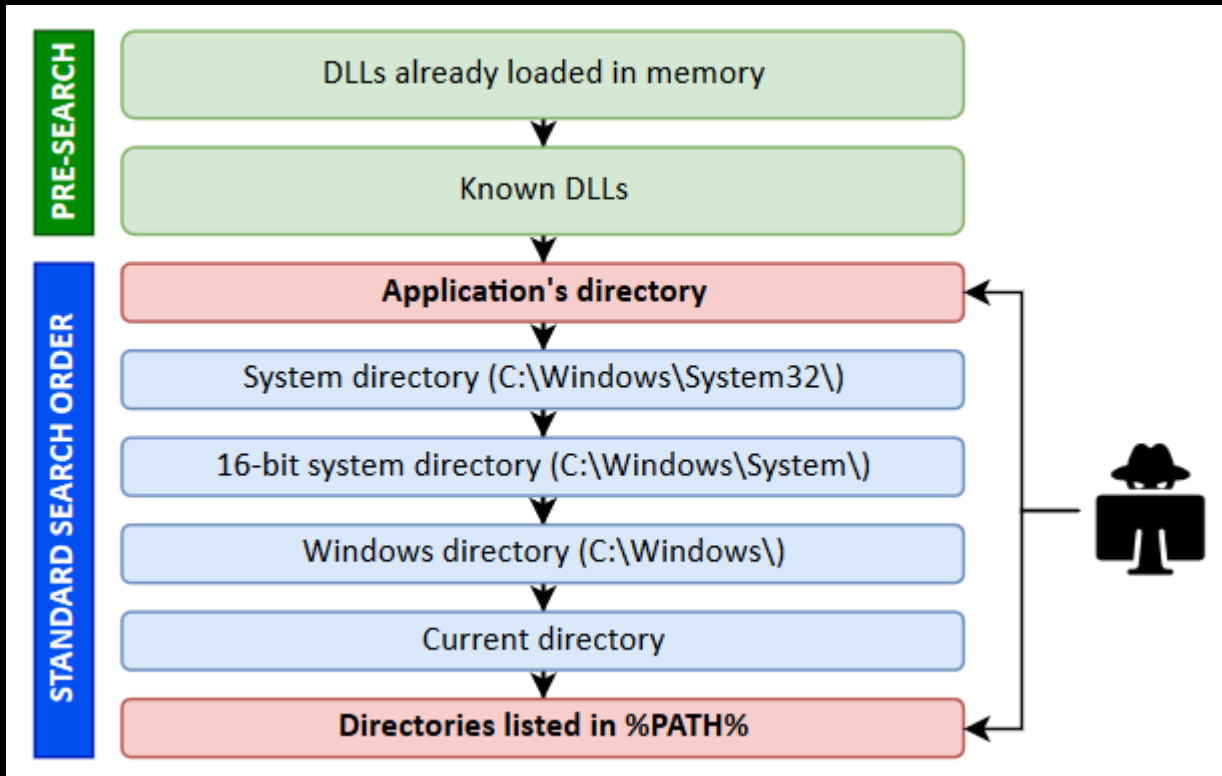 PRE-SEARCH
DLLs already loaded in memory
Known DLLs
STANDARD SEARCH ORDER
Application's directory
System directory (C:\Windows\System32\)
16-bit system directory (C:\Windows\System\)
Windows directory (C:\Windows\)
Current directory
Directories listed in %PATH%